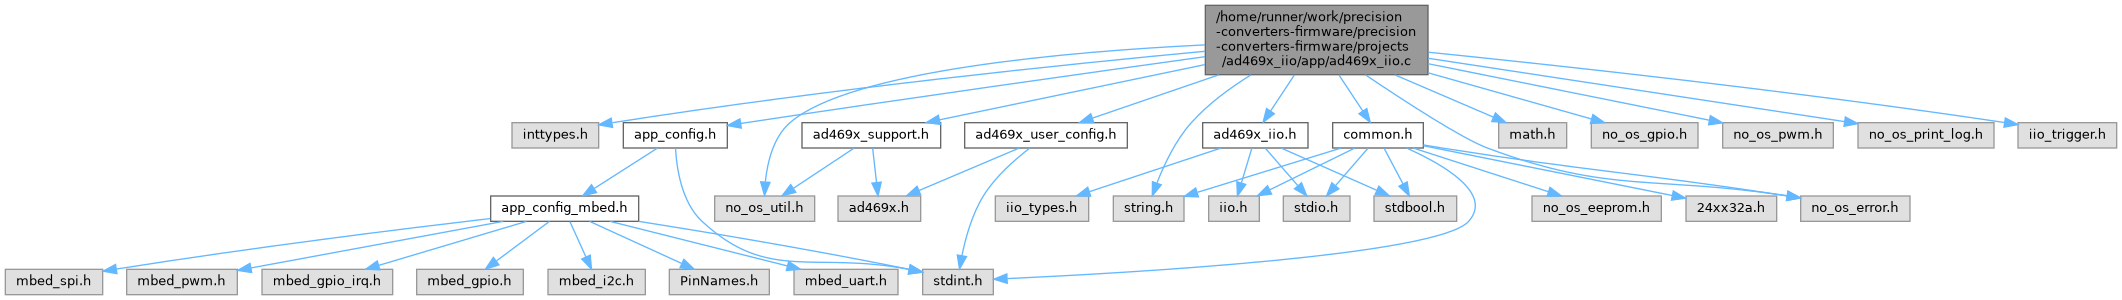 /home/runner/work/precision
-converters-firmware/precision
-converters-firmware/projects
/ad469x_iio/app/ad469x_iio.c
inttypes.h
app_config.h
ad469x_support.h
ad469x_user_config.h
ad469x_iio.h
common.h
math.h
no_os_gpio.h
no_os_pwm.h
no_os_print_log.h
iio_trigger.h
app_config_mbed.h
no_os_util.h
ad469x.h
iio_types.h
string.h
iio.h
stdio.h
stdbool.h
no_os_eeprom.h
24xx32a.h
no_os_error.h
mbed_spi.h
mbed_pwm.h
mbed_gpio_irq.h
mbed_gpio.h
mbed_i2c.h
PinNames.h
mbed_uart.h
stdint.h